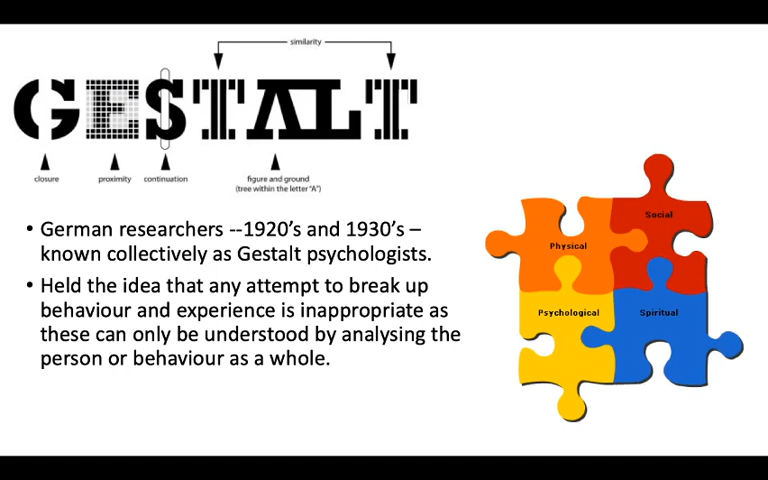 similarity
GESTALT
closure
proximity
continuation
figure and ground
(tree within the letter "A")
• German researchers --1920's and 1930's –
known collectively as Gestalt psychologists.
• Held the idea that any attempt to break up
behaviour and experience is inappropriate as
these can only be understood by analysing the
person or behaviour as a whole.
Social
Physical
Psychological
Spiritual